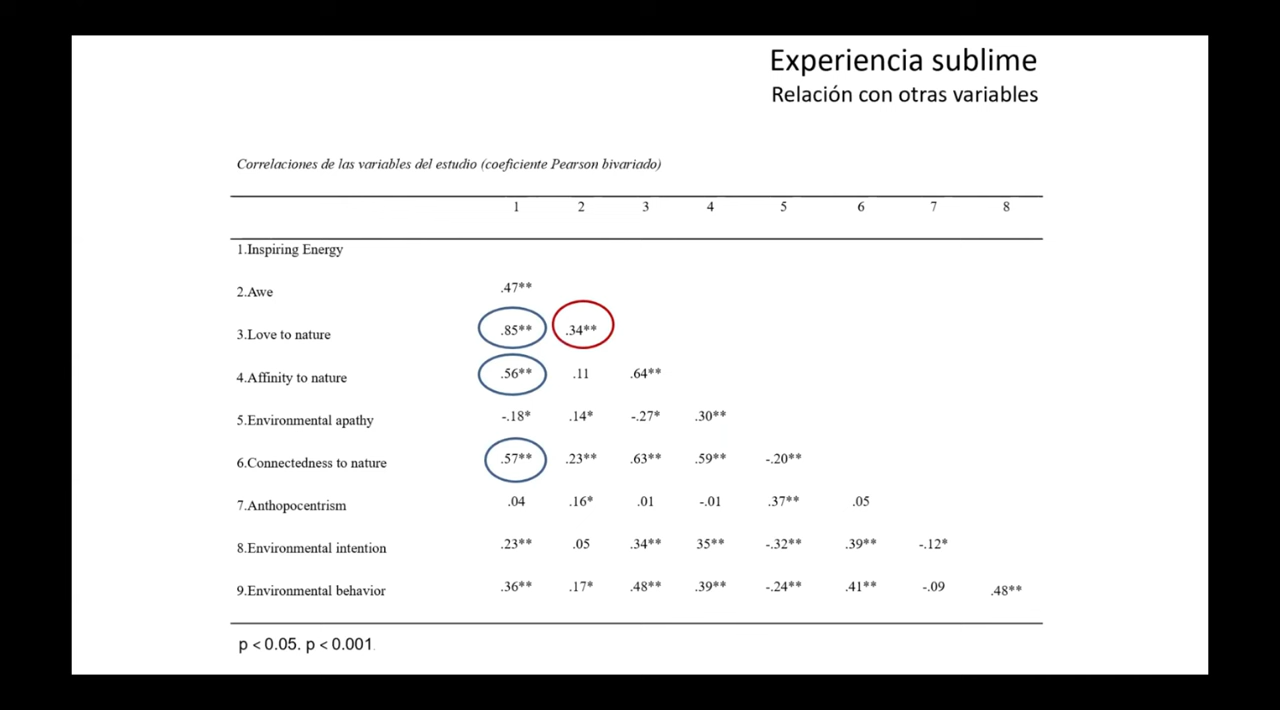 Experiencia sublime
Relación con otras variables
Correlaciones de las variables del estudio (coeficiente Pearson bivariado)
1 2 3 4 5 6 7 8
1.Inspiring Energy
2.Awe .47**
3.Love to nature .85** .34**
4.Affinity to nature .56** .11 .64**
5.Environmental apathy -.18* .14* -.27* .30**
6.Connectedness to nature .57** .23** .63** .59** -.20**
7.Anthopocentrism .04 .16* .01 -.01 .37** .05
8.Environmental intention .23** .05 .34** 35** -.32** .39** -.12*
9.Environmental behavior .36** .17* .48** .39** -.24** .41** -.09 .48**
p < 0.05. p < 0.001.